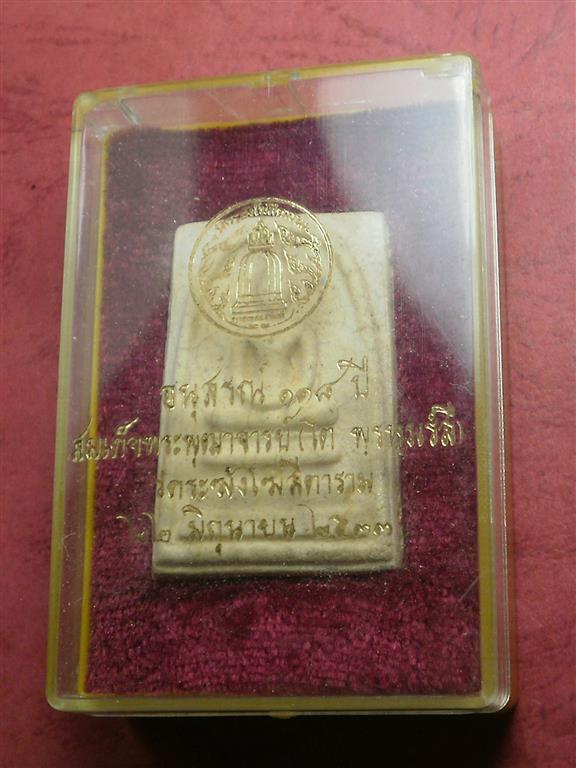 อนุสรณ์ ๑๑๘ ปี
สมเด็จพระพุฒาจารย์ (โต พฺรหฺมรํสี)
วัดระฆังโฆสิตาราม
๒๒ มิถุนายน ๒๕๓๓